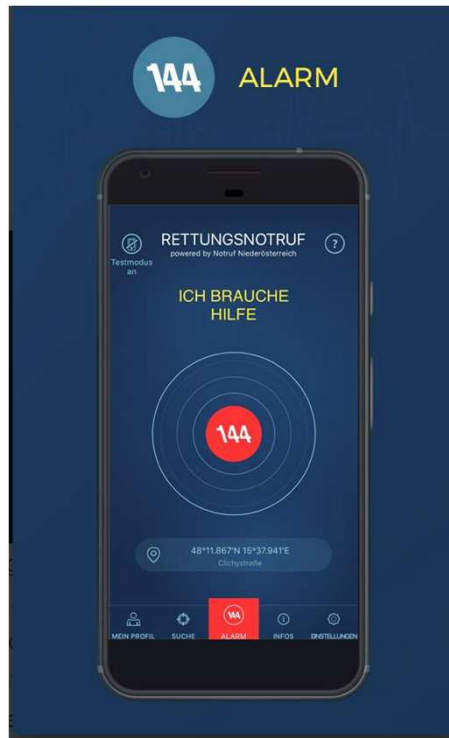 144 ALARM
RETTUNGSNOTRUF
powered by Notruf Niederösterreich
?
Testmodus
an
ICH BRAUCHE
HILFE
144
48°11.867'N 15°37.941'E
Clichystraße
144
MEIN PROFIL SUCHE ALARM INFOS EINSTELLUNGEN